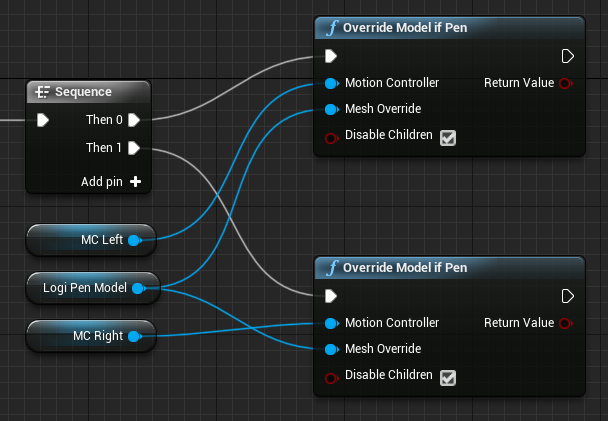 Override Model if Pen
Motion Controller Return Value
Mesh Override
Disable Children
Sequence
Then 0
Then 1
Add pin
MC Left
Logi Pen Model
MC Right
Override Model if Pen
Motion Controller Return Value
Mesh Override
Disable Children